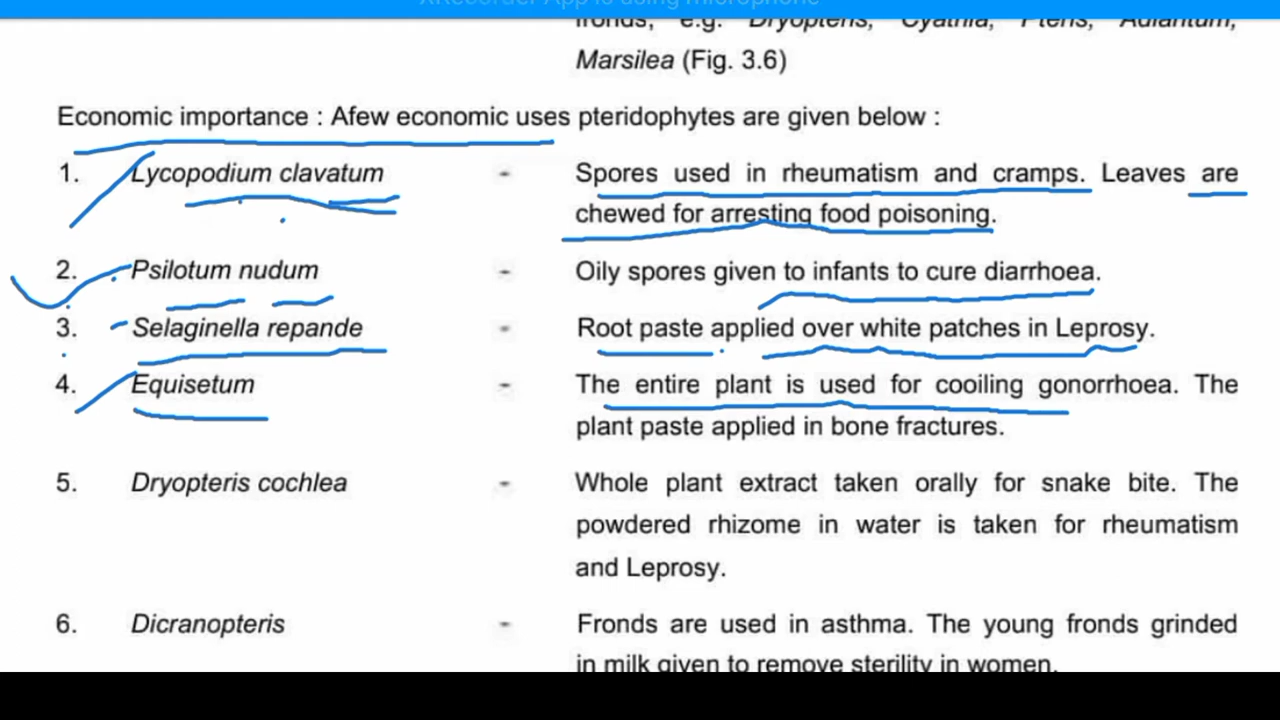 XRecorder App is using microphone
fronds, e.g. Dryopteris, Cyathia, Pteris, Adiantum,
Marsilea (Fig. 3.6)
Economic importance : Afew economic uses pteridophytes are given below :
1. Lycopodium clavatum - Spores used in rheumatism and cramps. Leaves are
chewed for arresting food poisoning.
2. Psilotum nudum - Oily spores given to infants to cure diarrhoea.
3. Selaginella repande - Root paste applied over white patches in Leprosy.
4. Equisetum - The entire plant is used for cooiling gonorrhoea. The
plant paste applied in bone fractures.
5. Dryopteris cochlea - Whole plant extract taken orally for snake bite. The
powdered rhizome in water is taken for rheumatism
and Leprosy.
6. Dicranopteris - Fronds are used in asthma. The young fronds grinded
in milk given to remove sterility in women.